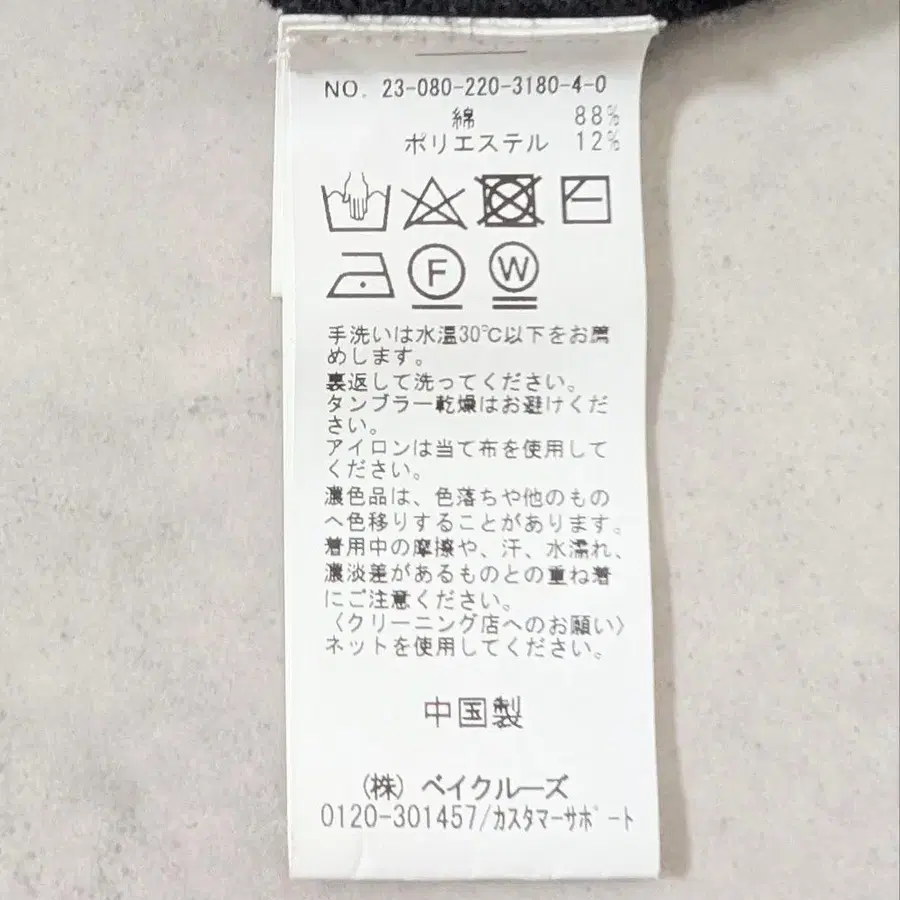 NO. 23-080-220-3180-4-0
綿 88%
ポリエステル 12%
F
W
手洗いは水温30℃以下をお薦
めします。
裏返して洗ってください。
タンブラー乾燥はお避けくだ
さい。
アイロンは当て布を使用して
ください。
濃色品は、色落ちや他のもの
へ色移りすることがあります。
着用中の摩擦や、汗、水濡れ、
濃淡差があるものとの重ね着
にご注意ください。
〈クリーニング店へのお願い〉
ネットを使用してください。
中国製
(株) ベイクルーズ
0120-301457/カスタマーサポート